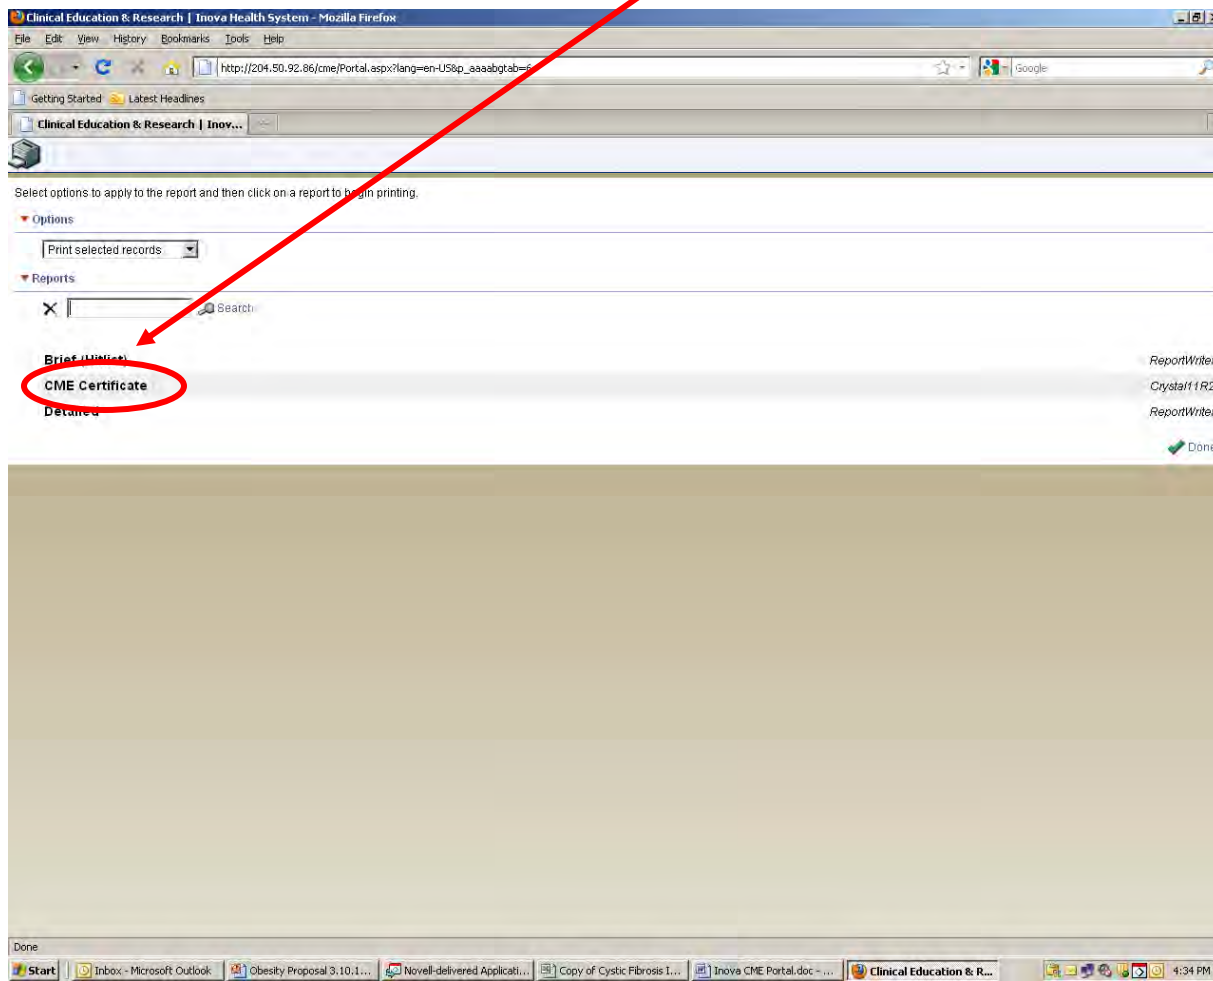 Clinical Education & Research | Inova Health System - Mozilla Firefox
File Edit View History Bookmarks Tools Help
http://204.50.92.86/cme/Portal.aspx?lang=en-US&p_aaaabgtab=6 Google
Getting Started Latest Headlines
Clinical Education & Research | Inov...
Select options to apply to the report and then click on a report to begin printing.
Options
Print selected records
Reports
Search
Brief (Hitlist) ReportWriter
CME Certificate Crystal11R2
Detailed ReportWriter
Done
Done
Start Inbox - Microsoft Outlook Obesity Proposal 3.10.1... Novell-delivered Applicati... Copy of Cystic Fibrosis I... Inova CME Portal.doc - ... Clinical Education & R... 4:34 PM